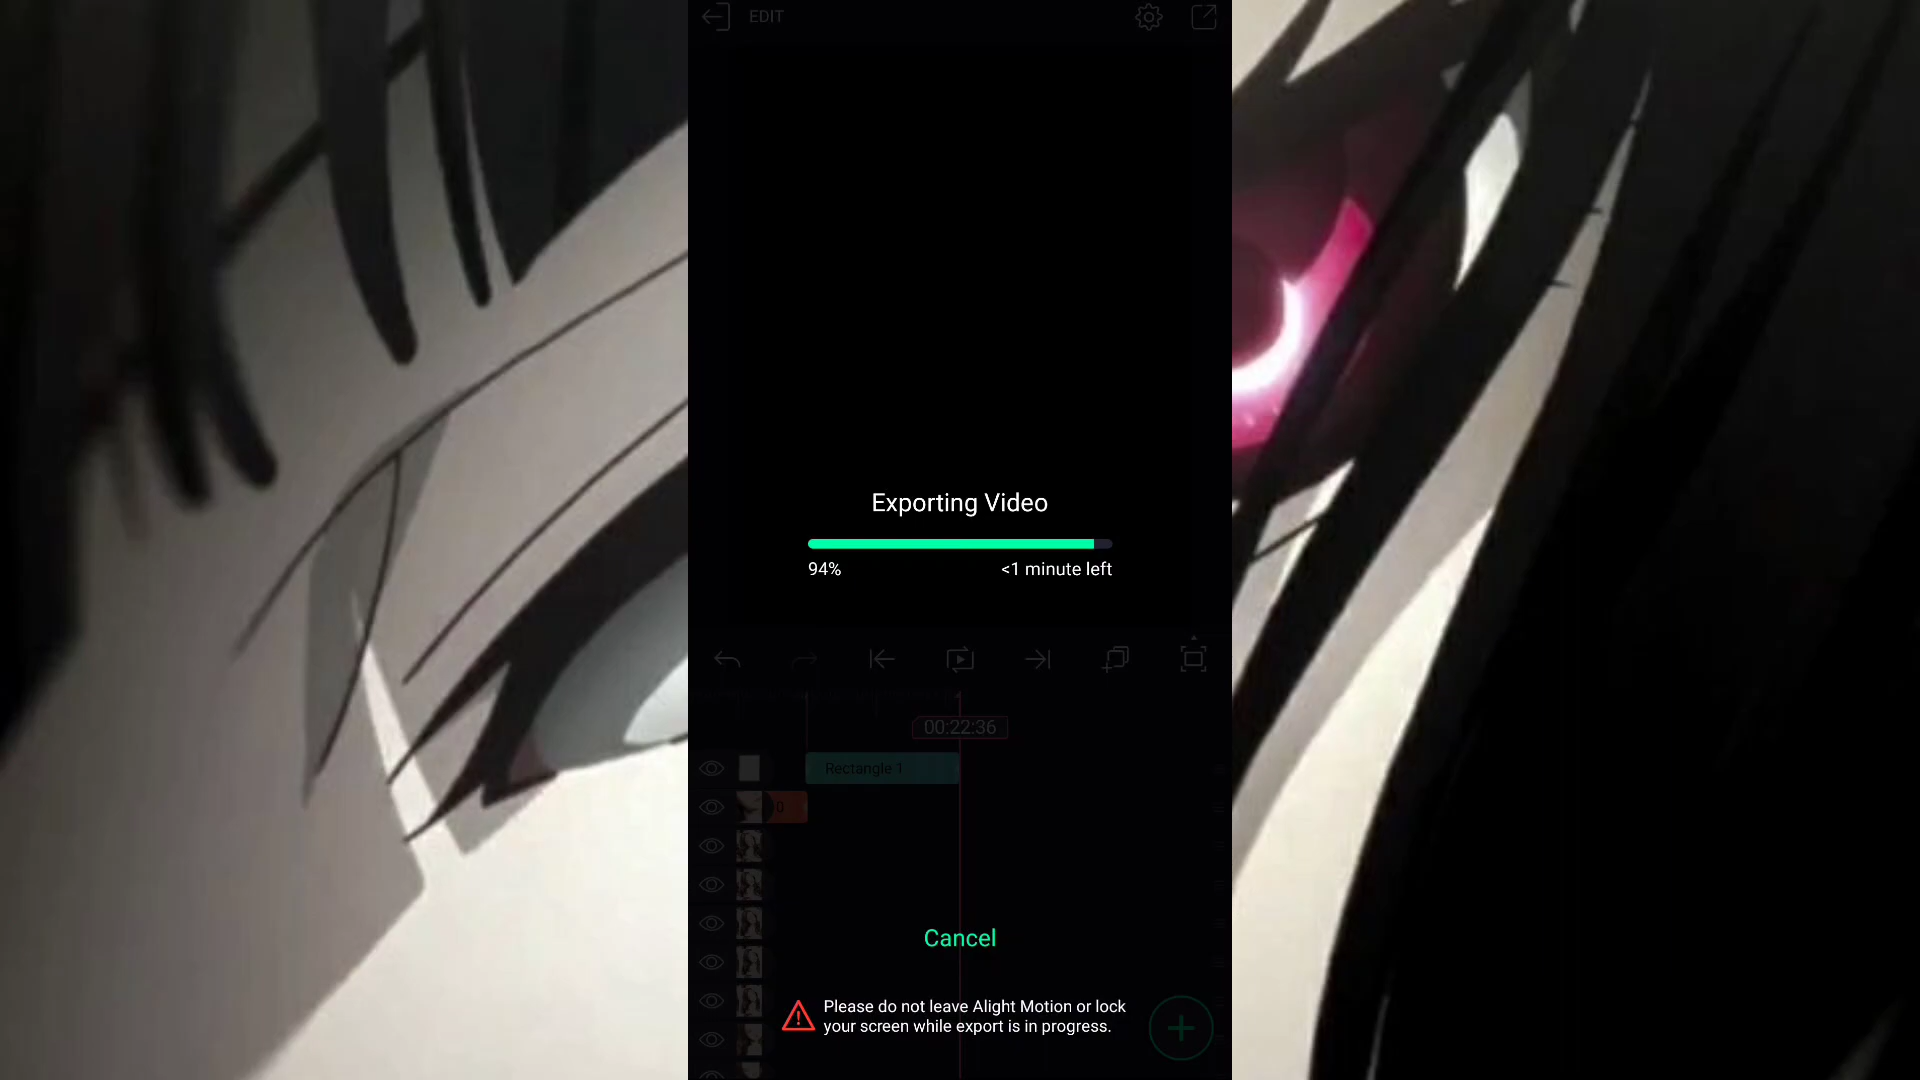 EDIT
Exporting Video
94%
<1 minute left
00:22:36
Rectangle 1
0
Cancel
Please do not leave Alight Motion or lock
your screen while export is in progress.